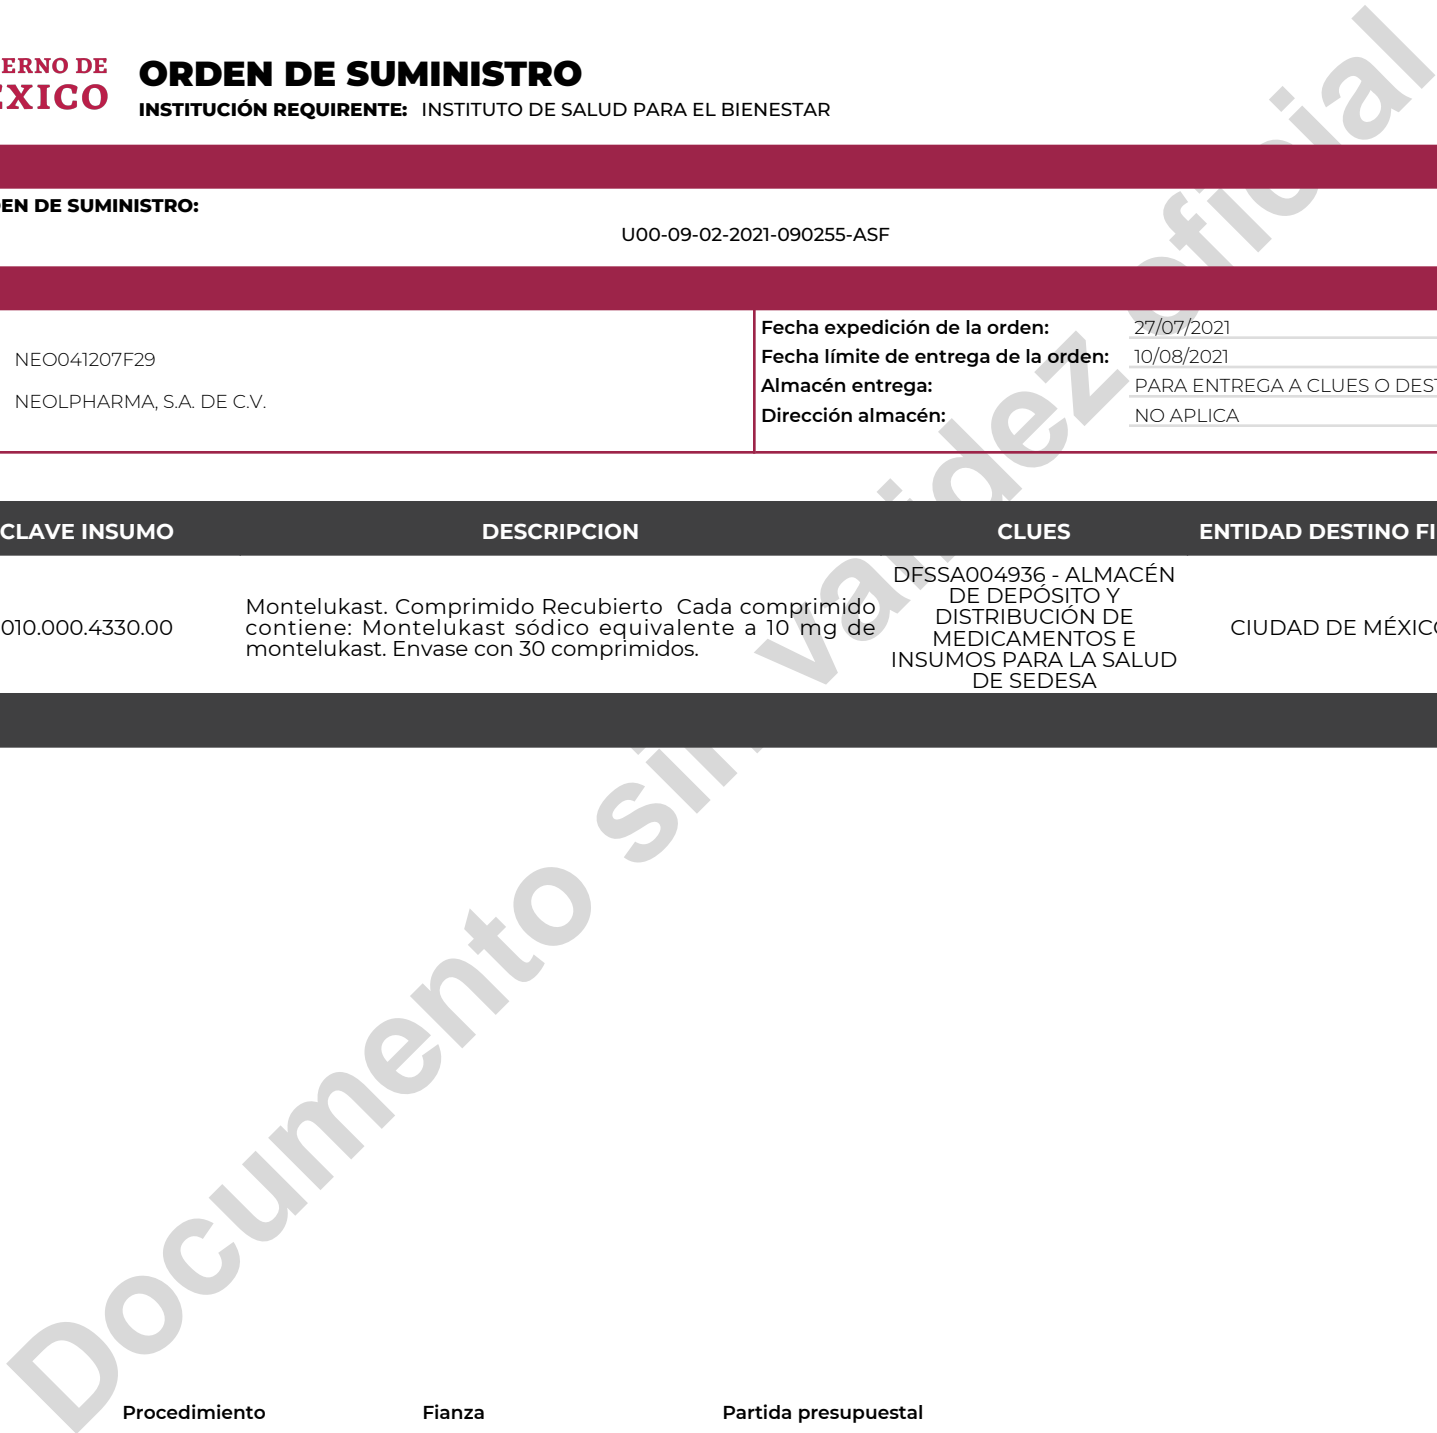 ERNO DE
ÉXICO
ORDEN DE SUMINISTRO
INSTITUCIÓN REQUIRENTE: INSTITUTO DE SALUD PARA EL BIENESTAR
EN DE SUMINISTRO:
U00-09-02-2021-090255-ASF
NEO041207F29
NEOLPHARMA, S.A. DE C.V.
Fecha expedición de la orden: 27/07/2021
Fecha límite de entrega de la orden: 10/08/2021
Almacén entrega: PARA ENTREGA A CLUES O DEST
Dirección almacén: NO APLICA
CLAVE INSUMO DESCRIPCION CLUES ENTIDAD DESTINO FI
010.000.4330.00
Montelukast. Comprimido Recubierto Cada comprimido
contiene: Montelukast sódico equivalente a 10 mg de
montelukast. Envase con 30 comprimidos.
DFSSA004936 - ALMACÉN
DE DEPÓSITO Y
DISTRIBUCIÓN DE
MEDICAMENTOS E
INSUMOS PARA LA SALUD
DE SEDESA
CIUDAD DE MÉXICO
Documento sin validez oficial
Procedimiento Fianza Partida presupuestal